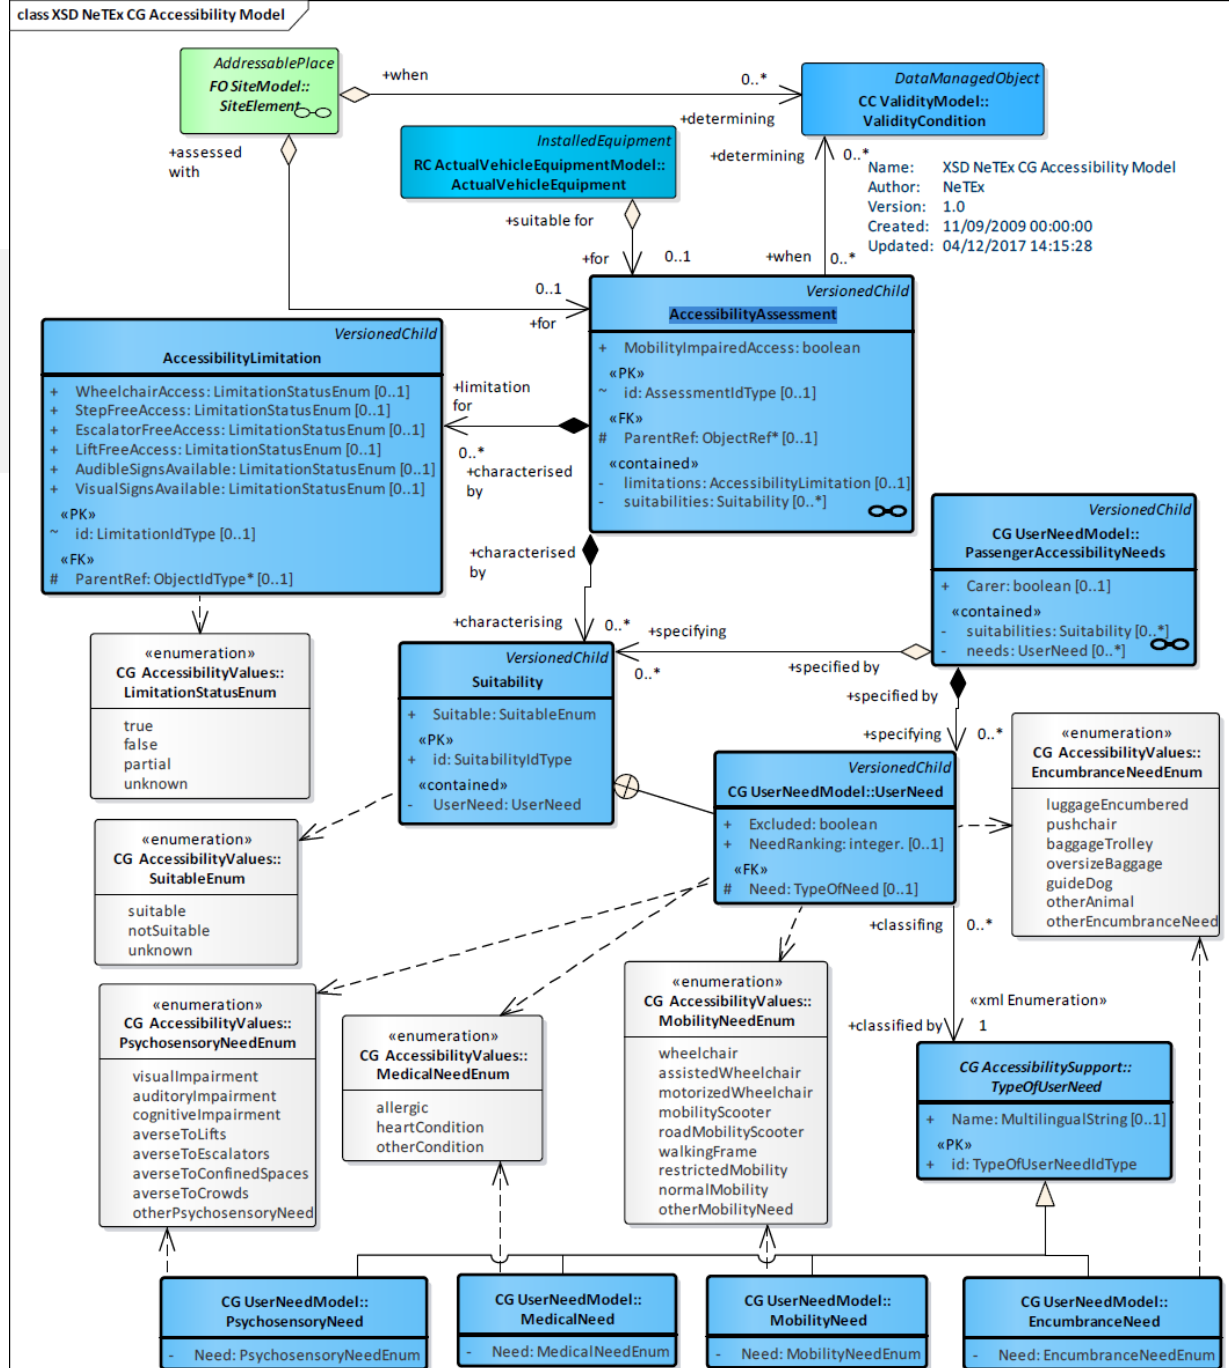 class XSD NeTEx CG Accessibility Model
AddressablePlace
FO SiteModel::
SiteElement
+when
0..*
+determining
DataManagedObject
CC ValidityModel::
ValidityCondition
+assessed
with
InstalledEquipment
RC ActualVehicleEquipmentModel::
ActualVehicleEquipment
+determining
0..*
Name: XSD NeTEx CG Accessibility Model
Author: NeTEx
Version: 1.0
Created: 11/09/2009 00:00:00
Updated: 04/12/2017 14:15:28
+suitable for
+for
0..1
+when
0..*
0..1
+for
VersionedChild
AccessibilityAssessment
+ MobilityImpairedAccess: boolean
«PK»
~ id: AssessmentIdType [0..1]
«FK»
# ParentRef: ObjectRef* [0..1]
«contained»
- limitations: AccessibilityLimitation [0..1]
- suitabilities: Suitability [0..*]
VersionedChild
AccessibilityLimitation
+ WheelchairAccess: LimitationStatusEnum [0..1]
+ StepFreeAccess: LimitationStatusEnum [0..1]
+ EscalatorFreeAccess: LimitationStatusEnum [0..1]
+ LiftFreeAccess: LimitationStatusEnum [0..1]
+ AudibleSignsAvailable: LimitationStatusEnum [0..1]
+ VisualSignsAvailable: LimitationStatusEnum [0..1]
«PK»
~ id: LimitationIdType [0..1]
«FK»
# ParentRef: ObjectIdType* [0..1]
+limitation
for
0..*
+characterised
by
+characterised
by
+characterising
0..*
VersionedChild
CG UserNeedModel::
PassengerAccessibilityNeeds
+ Carer: boolean [0..1]
«contained»
- suitabilities: Suitability [0..*]
- needs: UserNeed [0..*]
+specifying
0..*
+specified by
+specified by
+specifying
0..*
«enumeration»
CG AccessibilityValues::
LimitationStatusEnum
true
false
partial
unknown
VersionedChild
Suitability
+ Suitable: SuitableEnum
«PK»
+ id: SuitabilityIdType
«contained»
- UserNeed: UserNeed
VersionedChild
CG UserNeedModel::UserNeed
+ Excluded: boolean
+ NeedRanking: integer. [0..1]
«FK»
# Need: TypeOfNeed [0..1]
«enumeration»
CG AccessibilityValues::
EncumbranceNeedEnum
luggageEncumbered
pushchair
baggageTrolley
oversizeBaggage
guideDog
otherAnimal
otherEncumbranceNeed
«enumeration»
CG AccessibilityValues::
SuitableEnum
suitable
notSuitable
unknown
+classifing
0..*
«xml Enumeration»
+classified by
1
«enumeration»
CG AccessibilityValues::
PsychosensoryNeedEnum
visualImpairment
auditoryImpairment
cognitiveImpairment
averseToLifts
averseToEscalators
averseToConfinedSpaces
averseToCrowds
otherPsychosensoryNeed
«enumeration»
CG AccessibilityValues::
MedicalNeedEnum
allergic
heartCondition
otherCondition
«enumeration»
CG AccessibilityValues::
MobilityNeedEnum
wheelchair
assistedWheelchair
motorizedWheelchair
mobilityScooter
roadMobilityScooter
walkingFrame
restrictedMobility
normalMobility
otherMobilityNeed
CG AccessibilitySupport::
TypeOfUserNeed
+ Name: MultilingualString [0..1]
«PK»
+ id: TypeOfUserNeedIdType
CG UserNeedModel::
PsychosensoryNeed
- Need: PsychosensoryNeedEnum
CG UserNeedModel::
MedicalNeed
- Need: MedicalNeedEnum
CG UserNeedModel::
MobilityNeed
- Need: MobilityNeedEnum
CG UserNeedModel::
EncumbranceNeed
- Need: EncumbranceNeedEnum